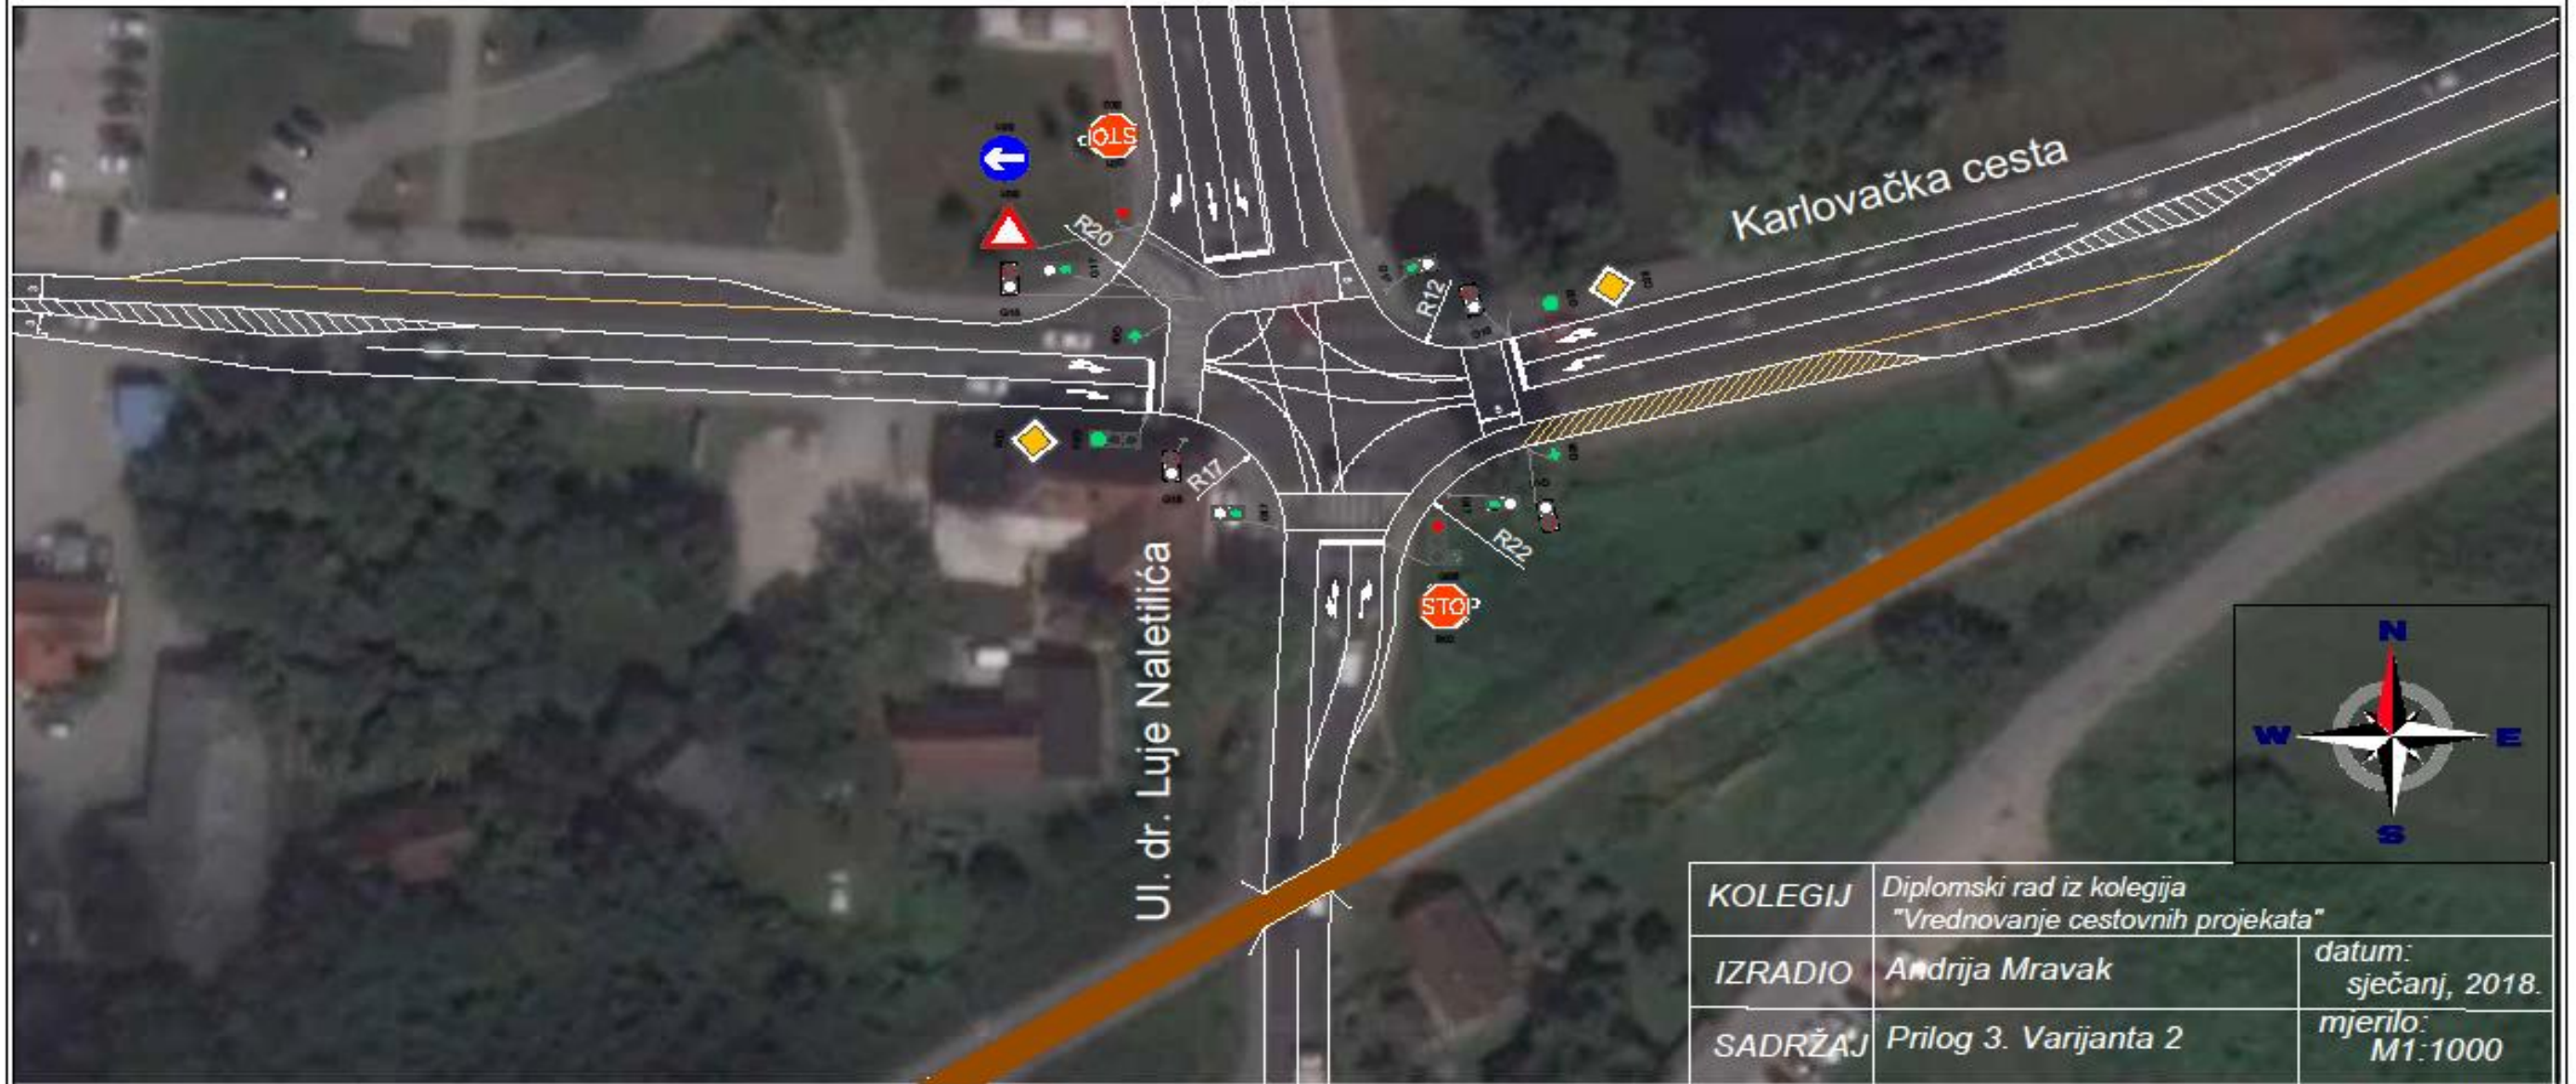 STOP
R20
Karlovačka cesta
R12
R17
R22
STOP
Ul. dr. Luje Naletilića
N
W
E
S
KOLEGIJ
Diplomski rad iz kolegija
"Vrednovanje cestovnih projekata"
IZRADIO
Andrija Mravak
datum:
sječanj, 2018.
SADRŽAJ
Prilog 3. Varijanta 2
mjerilo:
M1:1000